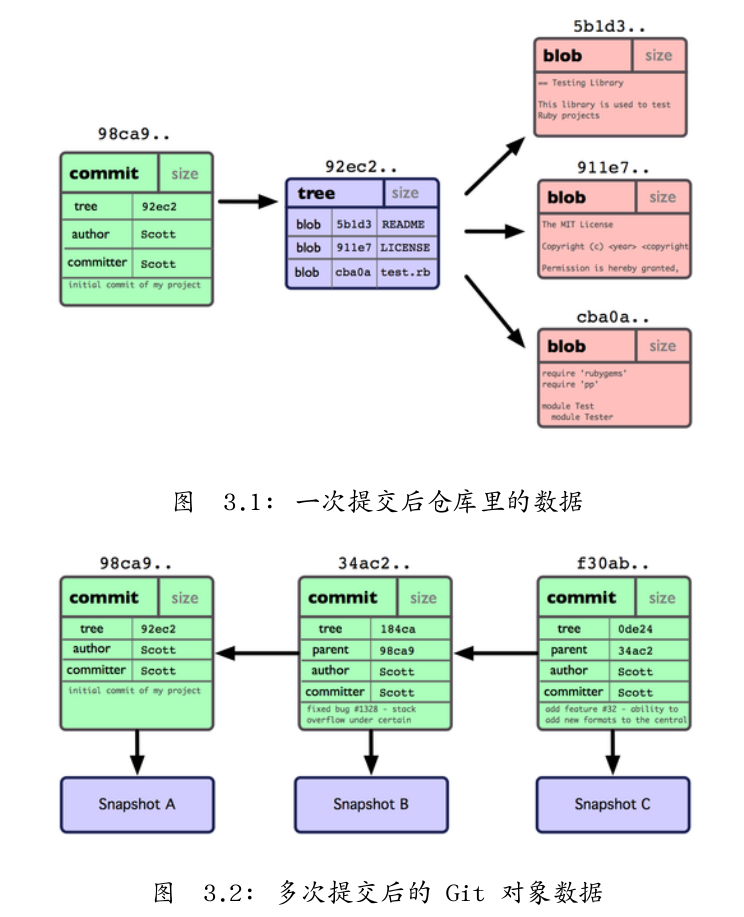 5b1d3..
blob size
== Testing Library
This library is used to test
Ruby projects
98ca9..
commit size
tree 92ec2
author Scott
committer Scott
initial commit of my project
92ec2..
tree size
blob 5b1d3 README
blob 911e7 LICENSE
blob cba0a test.rb
911e7..
blob size
The MIT License
Copyright (c) <year> <copyright
Permission is hereby granted,
cba0a..
blob size
require 'rubygems'
require 'pp'
module Test
module Tester
图 3.1: 一次提交后仓库里的数据
98ca9..
commit size
tree 92ec2
author Scott
committer Scott
initial commit of my project
Snapshot A
34ac2..
commit size
tree 184ca
parent 98ca9
author Scott
committer Scott
fixed bug #1328 - stack
overflow under certain
Snapshot B
f30ab..
commit size
tree 0de24
parent 34ac2
author Scott
committer Scott
add feature #32 - ability to
add new formats to the central
Snapshot C
图 3.2: 多次提交后的 Git 对象数据